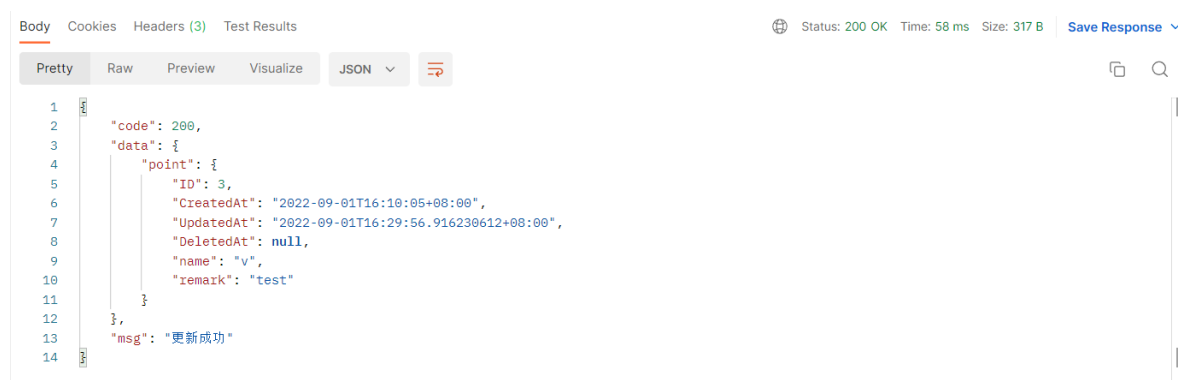 Body Cookies Headers (3) Test Results Status: 200 OK Time: 58 ms Size: 317 B Save Response
Pretty Raw Preview Visualize JSON
1 {
2 "code": 200,
3 "data": {
4 "point": {
5 "ID": 3,
6 "CreatedAt": "2022-09-01T16:10:05+08:00",
7 "UpdatedAt": "2022-09-01T16:29:56.916230612+08:00",
8 "DeletedAt": null,
9 "name": "v",
10 "remark": "test"
11 }
12 },
13 "msg": "更新成功"
14 }